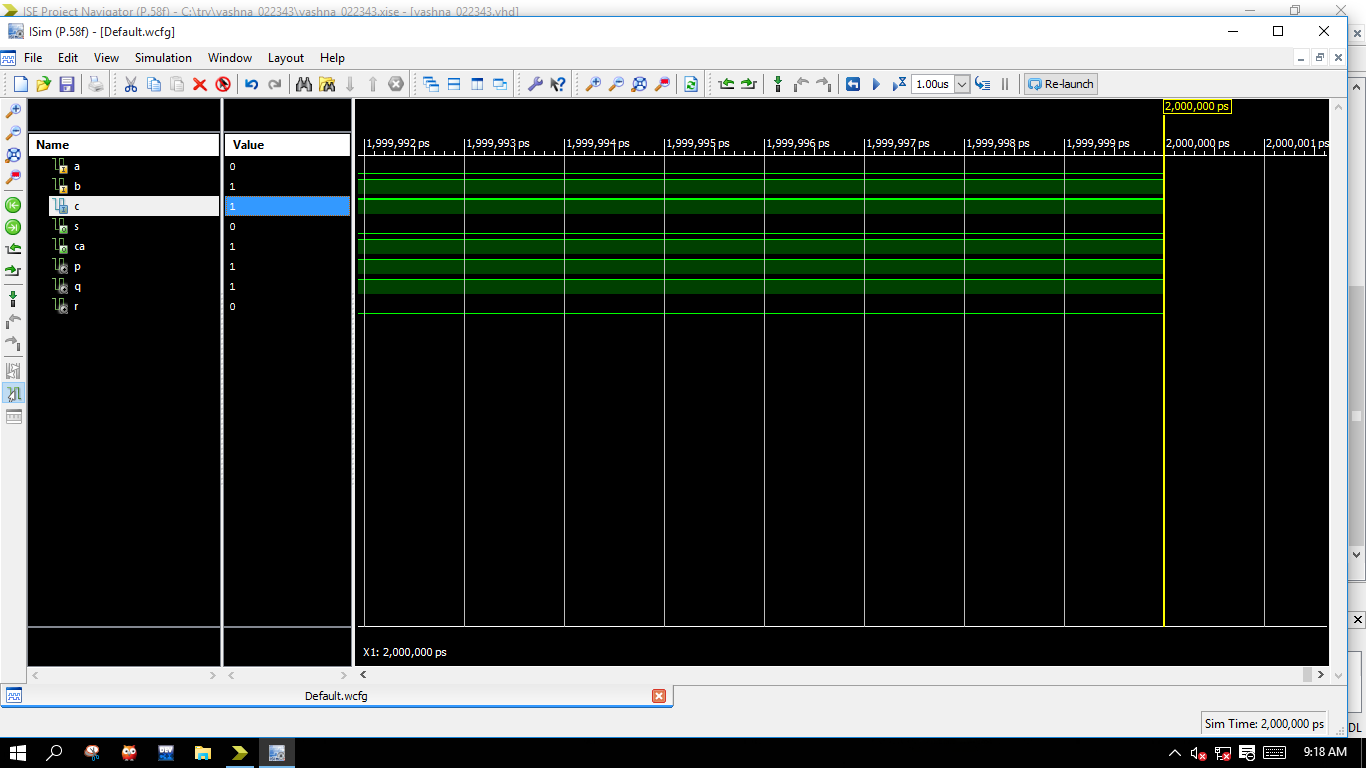 ISE Project Navigator (P.58f) - C:\try\vashna_022343\vashna_022343.xise - [vashna_022343.vhd]
ISim (P.58f) - [Default.wcfg]
File Edit View Simulation Window Layout Help
1.00us Re-launch
2,000,000 ps
Name Value
1,999,992 ps 1,999,993 ps 1,999,994 ps 1,999,995 ps 1,999,996 ps 1,999,997 ps 1,999,998 ps 1,999,999 ps 2,000,000 ps 2,000,001 ps
a 0
b 1
c 1
s 0
ca 1
p 1
q 1
r 0
X1: 2,000,000 ps
Default.wcfg
Sim Time: 2,000,000 ps
DL
9:18 AM